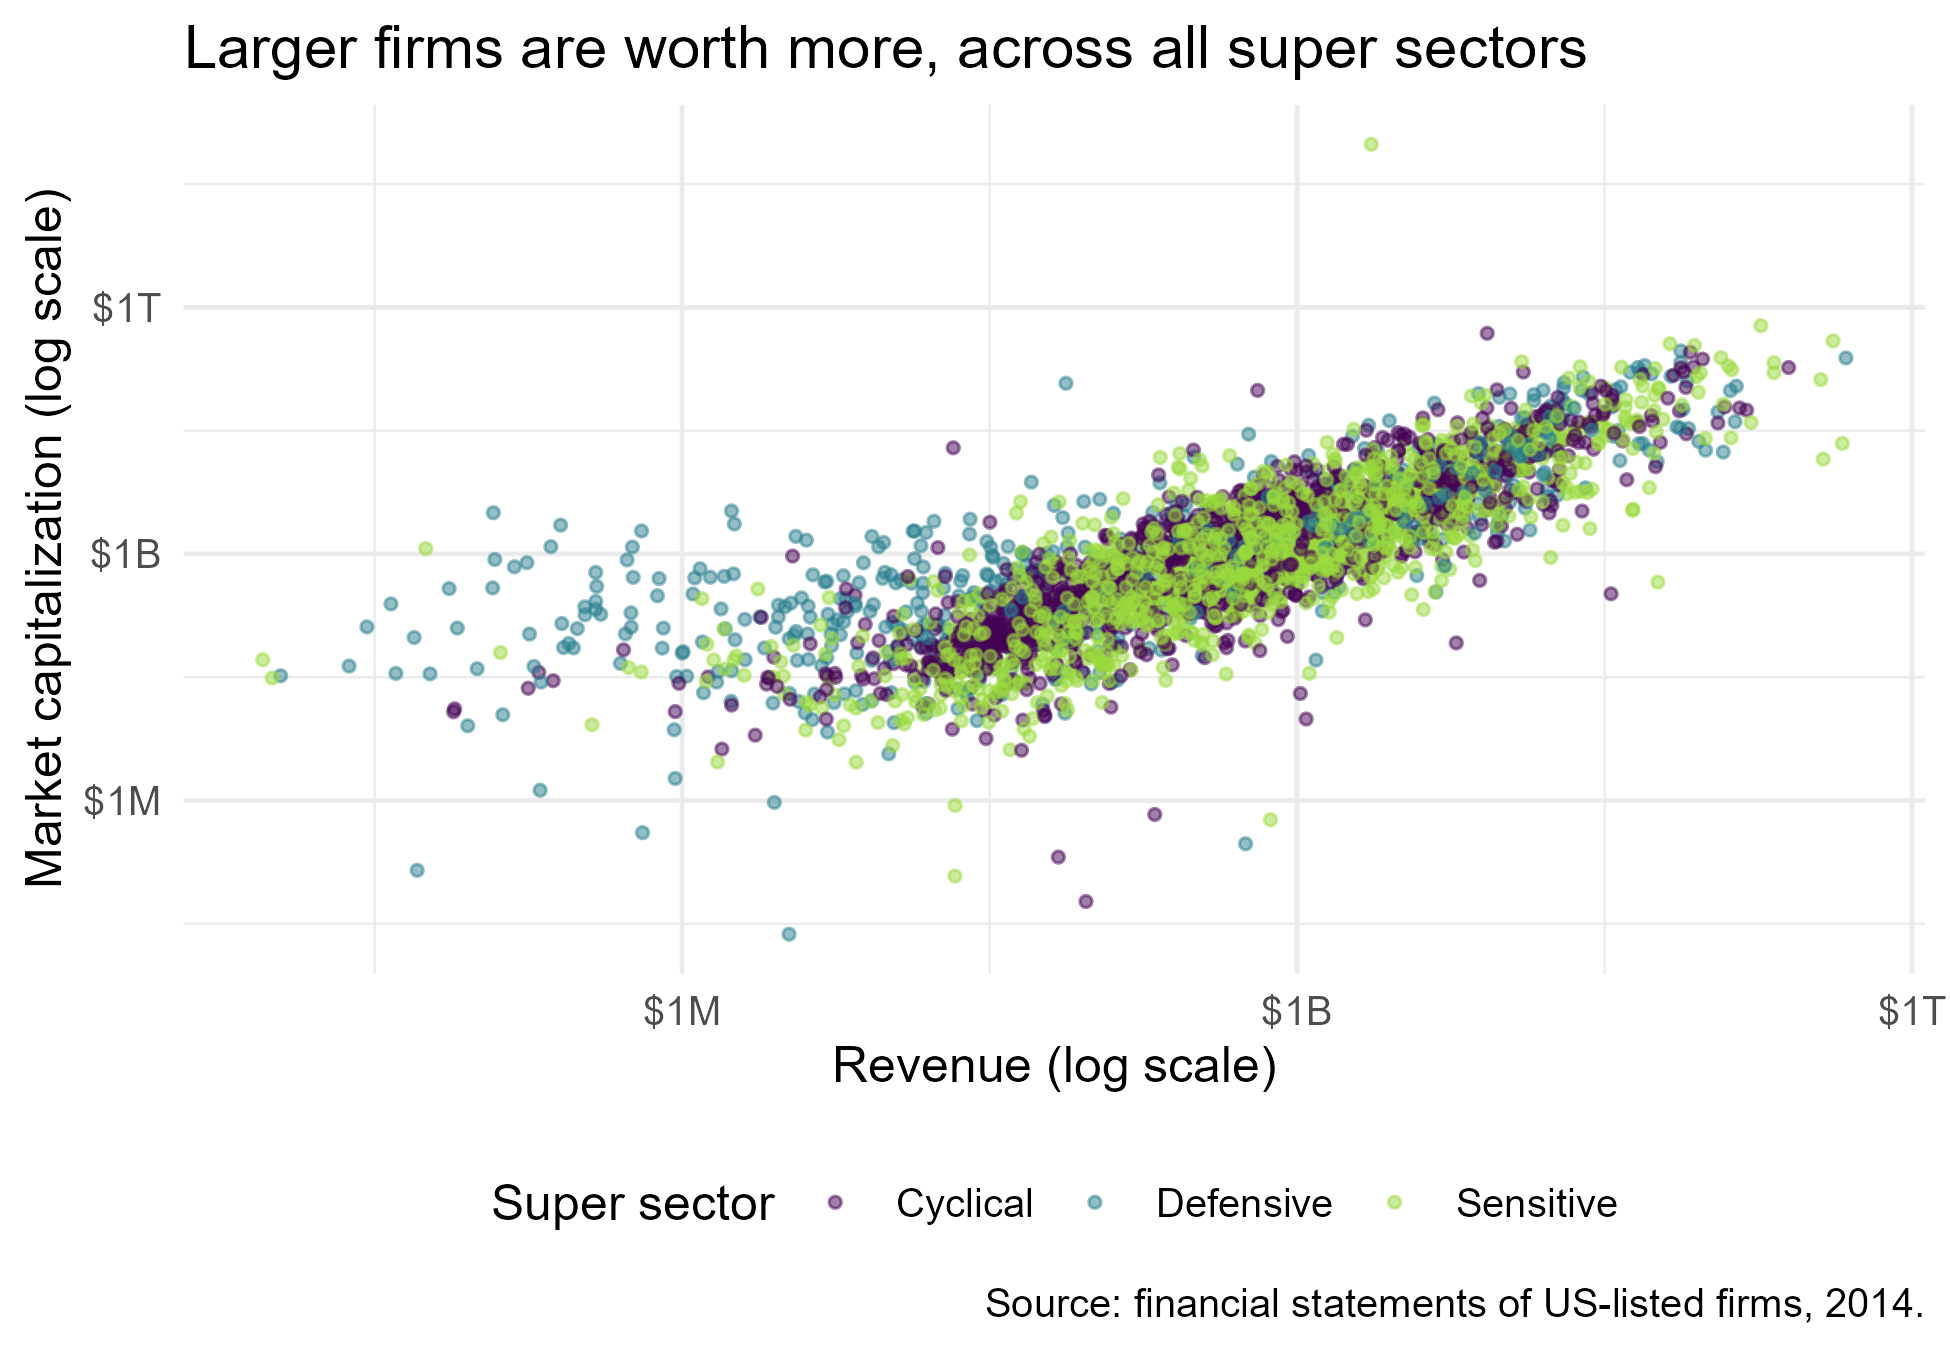 Larger firms are worth more, across all super sectors
Market capitalization (log scale)
$1T
$1B
$1M
$1M $1B $1T
Revenue (log scale)
Super sector Cyclical Defensive Sensitive
Source: financial statements of US-listed firms, 2014.